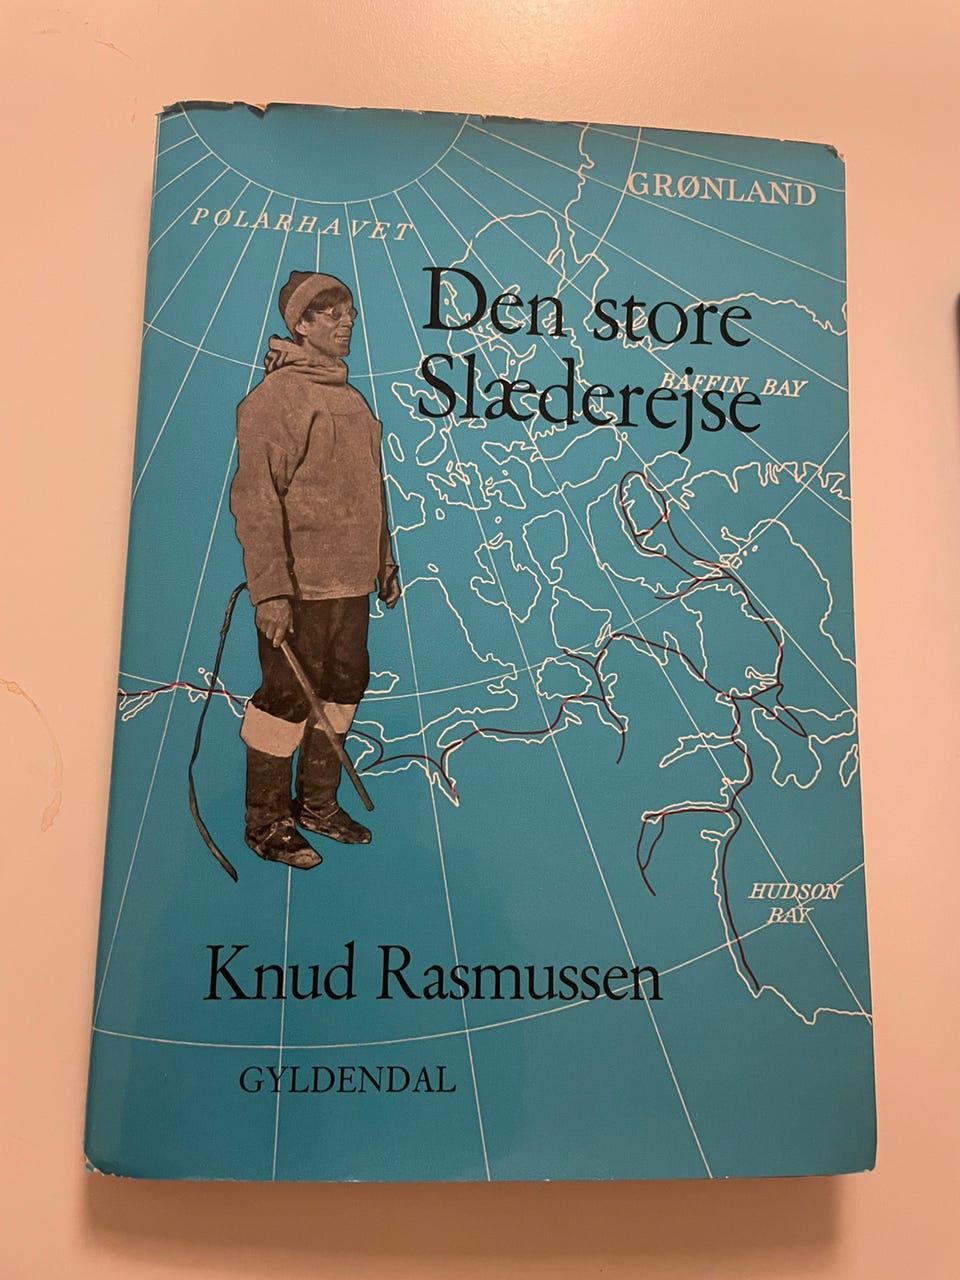 GRØNLAND
POLARHAVET
Den store
Slæderejse
BAFFIN BAY
HUDSON
BAY
Knud Rasmussen
GYLDENDAL